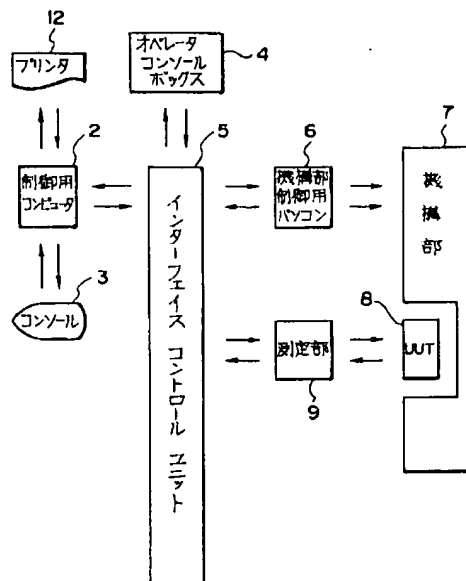 12
プリンタ
オペレータ
コンソール
ボックス
4
2
制御用
コンピュータ
5
インターフェイス コントロール ユニット
6
機構部
制御用
パソコン
7
機構部
3
コンソール
8
UUT
測定部
9